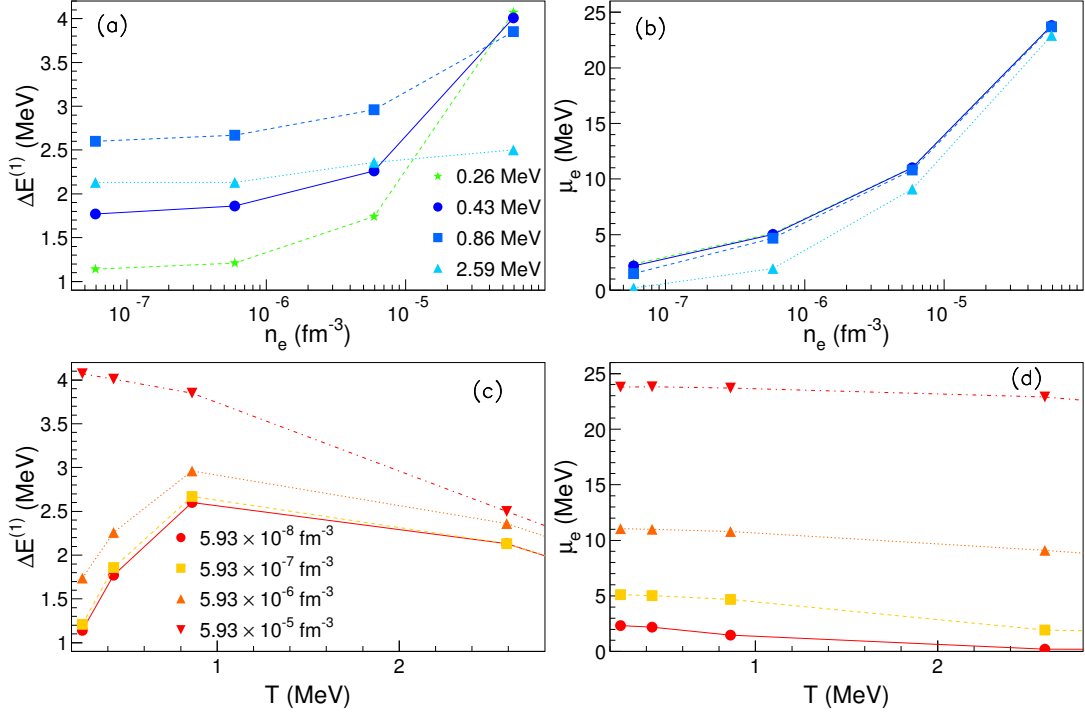 (a)
4
3.5
3
2.5
2
1.5
1
ΔE⁽¹⁾ (MeV)
0.26 MeV
0.43 MeV
0.86 MeV
2.59 MeV
10⁻⁷ 10⁻⁶ 10⁻⁵
nₑ (fm⁻³)
(b)
25
20
15
10
5
0
μₑ (MeV)
10⁻⁷ 10⁻⁶ 10⁻⁵
nₑ (fm⁻³)
(c)
4
3.5
3
2.5
2
1.5
1
ΔE⁽¹⁾ (MeV)
5.93 × 10⁻⁸ fm⁻³
5.93 × 10⁻⁷ fm⁻³
5.93 × 10⁻⁶ fm⁻³
5.93 × 10⁻⁵ fm⁻³
1 2
T (MeV)
(d)
25
20
15
10
5
0
μₑ (MeV)
1 2
T (MeV)